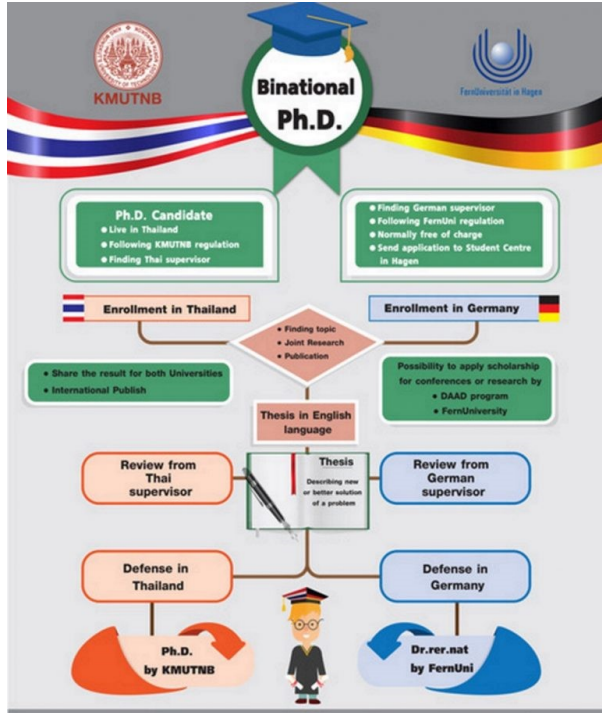 KMUTNB
Binational
Ph.D.
FernUniversität in Hagen
Ph.D. Candidate
Live in Thailand
Following KMUTNB regulation
Finding Thai supervisor
Finding German supervisor
Following FernUni regulation
Normally free of charge
Send application to Student Centre
in Hagen
Enrollment in Thailand
Enrollment in Germany
Finding topic
Joint Research
Publication
Share the result for both Universities
International Publish
Possibility to apply scholarship
for conferences or research by
DAAD program
FernUniversity
Thesis in English
language
Review from
Thai
supervisor
Thesis
Describing new
or better solution
of a problem
Review from
German
supervisor
Defense in
Thailand
Defense in
Germany
Ph.D.
by KMUTNB
Dr.rer.nat
by FernUni